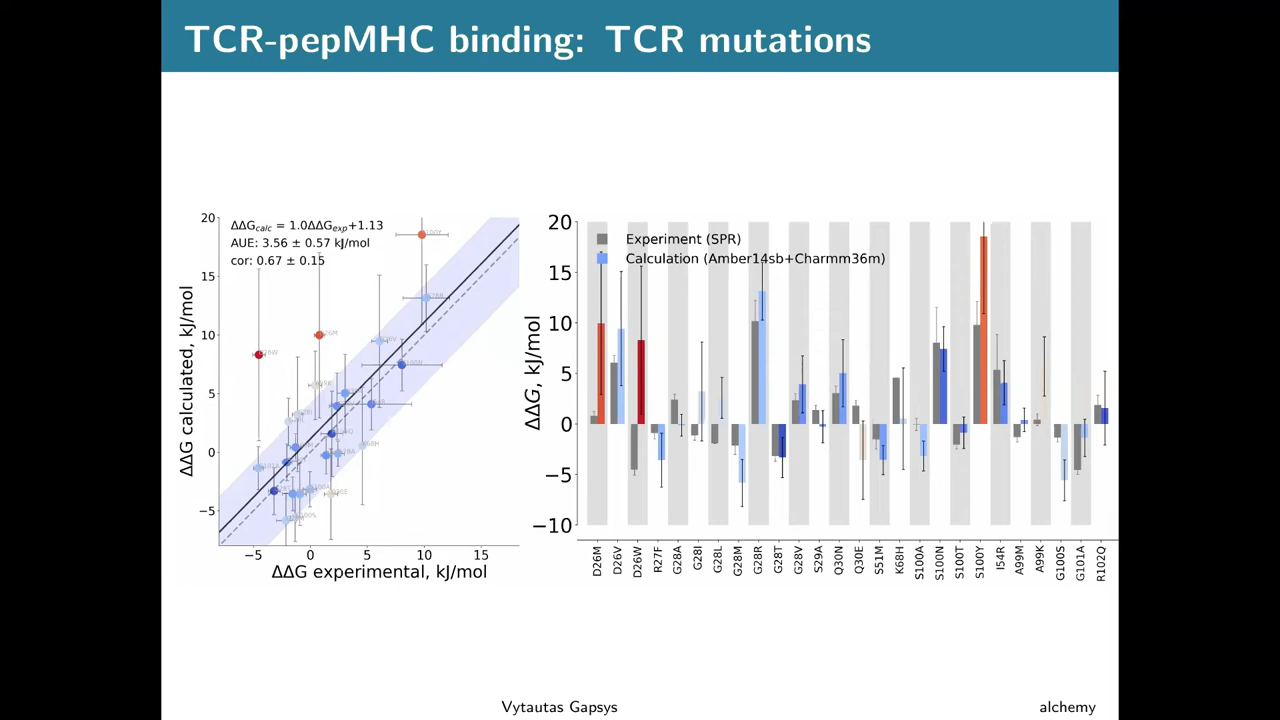 TCR-pepMHC binding: TCR mutations
ΔΔG calculated, kJ/mol
20
15
10
5
0
−5
ΔΔGcalc = 1.0ΔΔGexp+1.13
AUE: 3.56 ± 0.57 kJ/mol
cor: 0.67 ± 0.15
−5 0 5 10 15
ΔΔG experimental, kJ/mol
ΔΔG, kJ/mol
20
15
10
5
0
−5
−10
Experiment (SPR)
Calculation (Amber14sb+Charmm36m)
D26M D26V D26W R27F G28A G28I G28L G28M G28R G28T G28V S29A Q30N Q30E S51M K68H S100A S100N S100T S100Y I54R A99M A99K G100S G101A R102Q
Vytautas Gapsys
alchemy